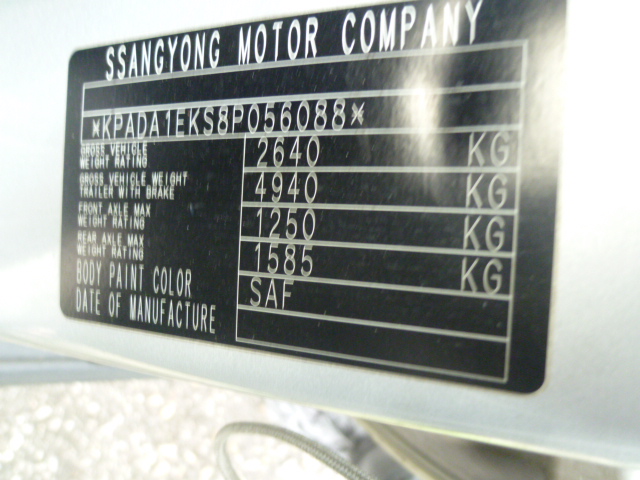 SSANGYONG MOTOR COMPANY
*KPADA1EKS8P056088*
GROSS VEHICLE
WEIGHT RATING 2640 KG
GROSS VEHICLE WEIGHT
TRAILER WITH BRAKE 4940 KG
FRONT AXLE MAX
WEIGHT RATING 1250 KG
REAR AXLE MAX
WEIGHT RATING 1585 KG
BODY PAINT COLOR SAF
DATE OF MANUFACTURE